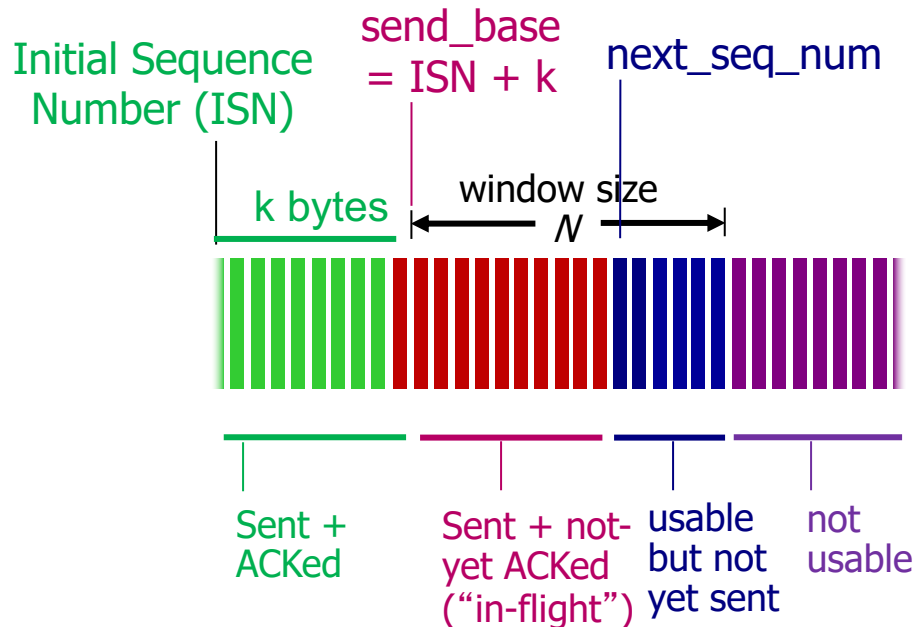 Initial Sequence
Number (ISN)
send_base
= ISN + k
next_seq_num
k bytes
window size
N
Sent +
ACKed
Sent + not-
yet ACKed
(“in-flight”)
usable
but not
yet sent
not
usable